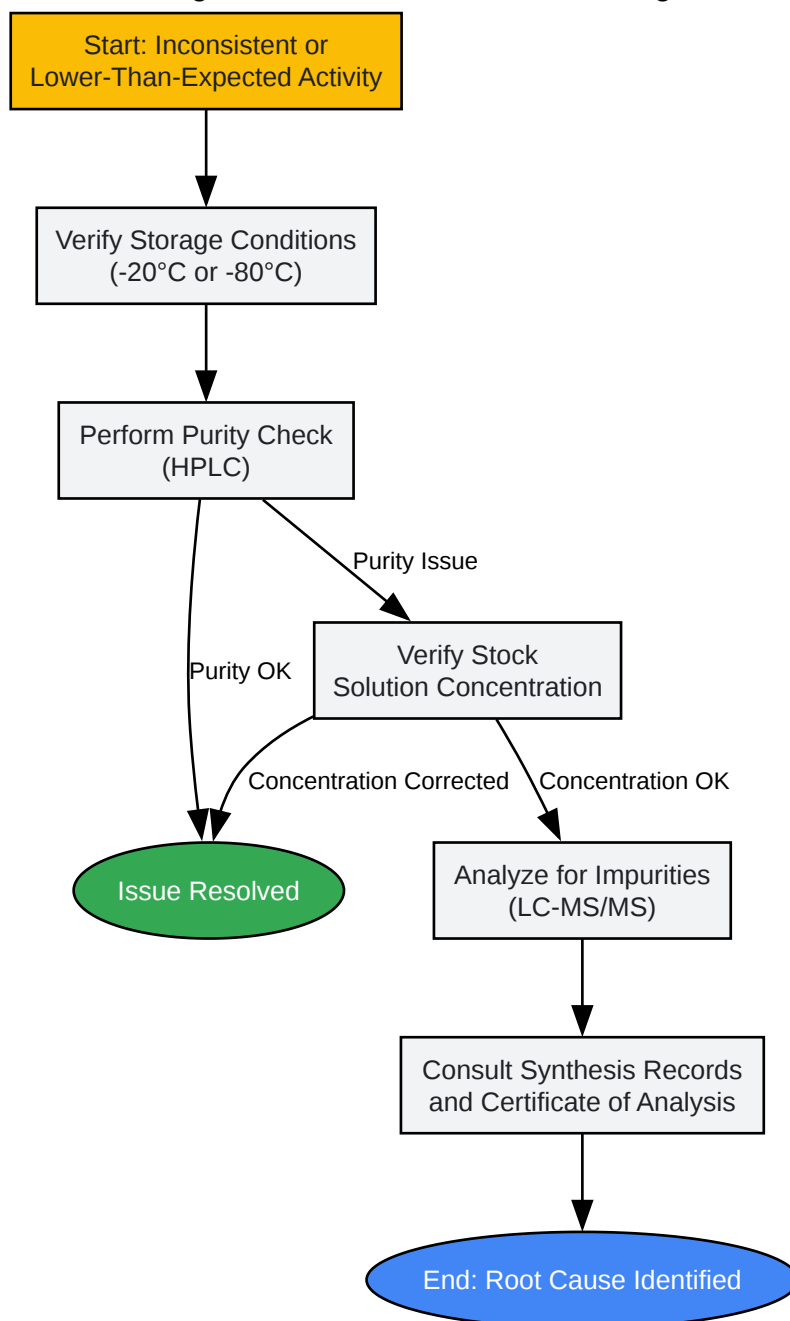 Start: Inconsistent or
Lower-Than-Expected Activity
Verify Storage Conditions
(-20°C or -80°C)
Perform Purity Check
(HPLC)
Purity Issue
Verify Stock
Solution Concentration
Purity OK
Concentration Corrected
Concentration OK
Issue Resolved
Analyze for Impurities
(LC-MS/MS)
Consult Synthesis Records
and Certificate of Analysis
End: Root Cause Identified